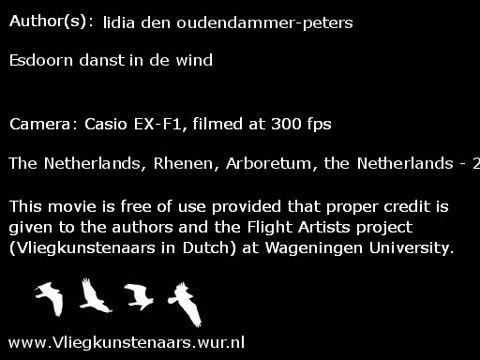 Author(s): lidia den oudendammer-peters
Esdoorn danst in de wind
Camera: Casio EX-F1, filmed at 300 fps
The Netherlands, Rhenen, Arboretum, the Netherlands - 2
This movie is free of use provided that proper credit is
given to the authors and the Flight Artists project
(Vliegkunstenaars in Dutch) at Wageningen University.
www.Vliegkunstenaars.wur.nl